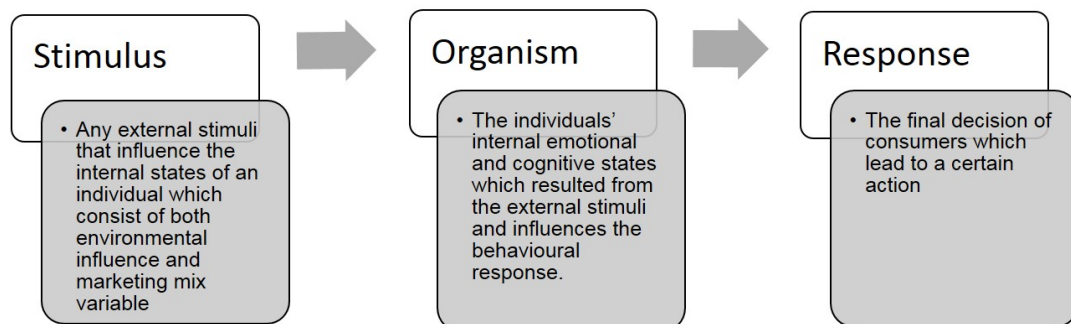 Stimulus
• Any external stimuli
that influence the
internal states of an
individual which
consist of both
environmental
influence and
marketing mix
variable
Organism
• The individuals’
internal emotional
and cognitive states
which resulted from
the external stimuli
and influences the
behavioural
response.
Response
• The final decision of
consumers which
lead to a certain
action